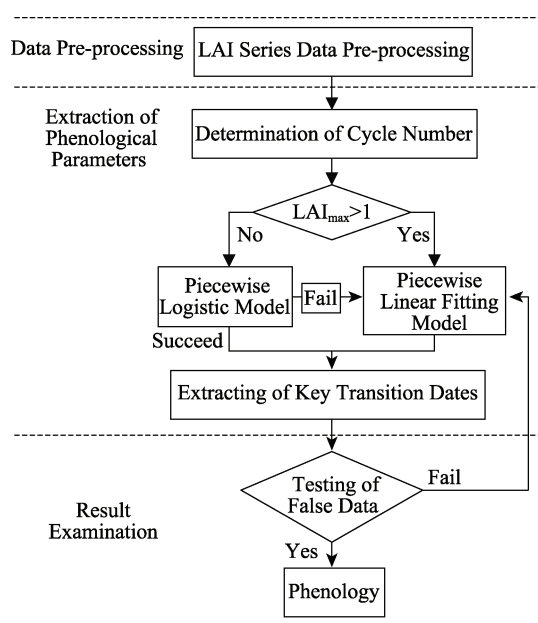 Data Pre-processing
LAI Series Data Pre-processing
Extraction of
Phenological
Parameters
Determination of Cycle Number
LAImax>1
No
Yes
Piecewise
Logistic Model
Fail
Piecewise
Linear Fitting
Model
Succeed
Extracting of Key Transition Dates
Result
Examination
Testing of
False Data
Fail
Yes
Phenology